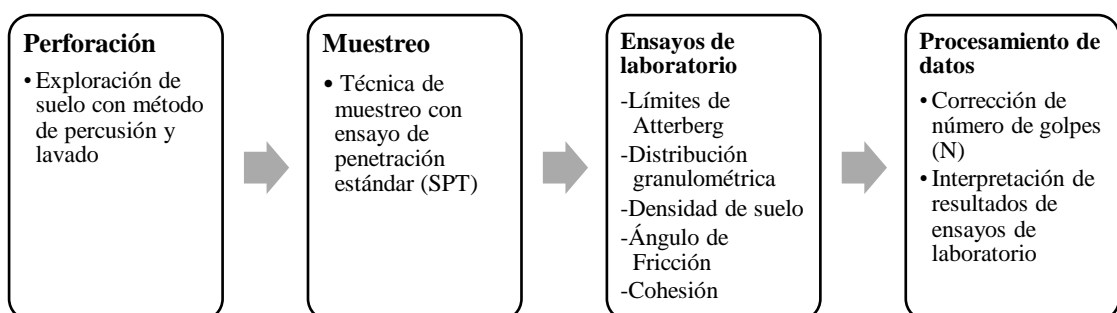 Perforación
• Exploración de
suelo con método
de percusión y
lavado
Muestreo
• Técnica de
muestreo con
ensayo de
penetración
estándar (SPT)
Ensayos de
laboratorio
-Límites de
Atterberg
-Distribución
granulométrica
-Densidad de suelo
-Ángulo de
Fricción
-Cohesión
Procesamiento de
datos
• Corrección de
número de golpes
(N)
• Interpretación de
resultados de
ensayos de
laboratorio